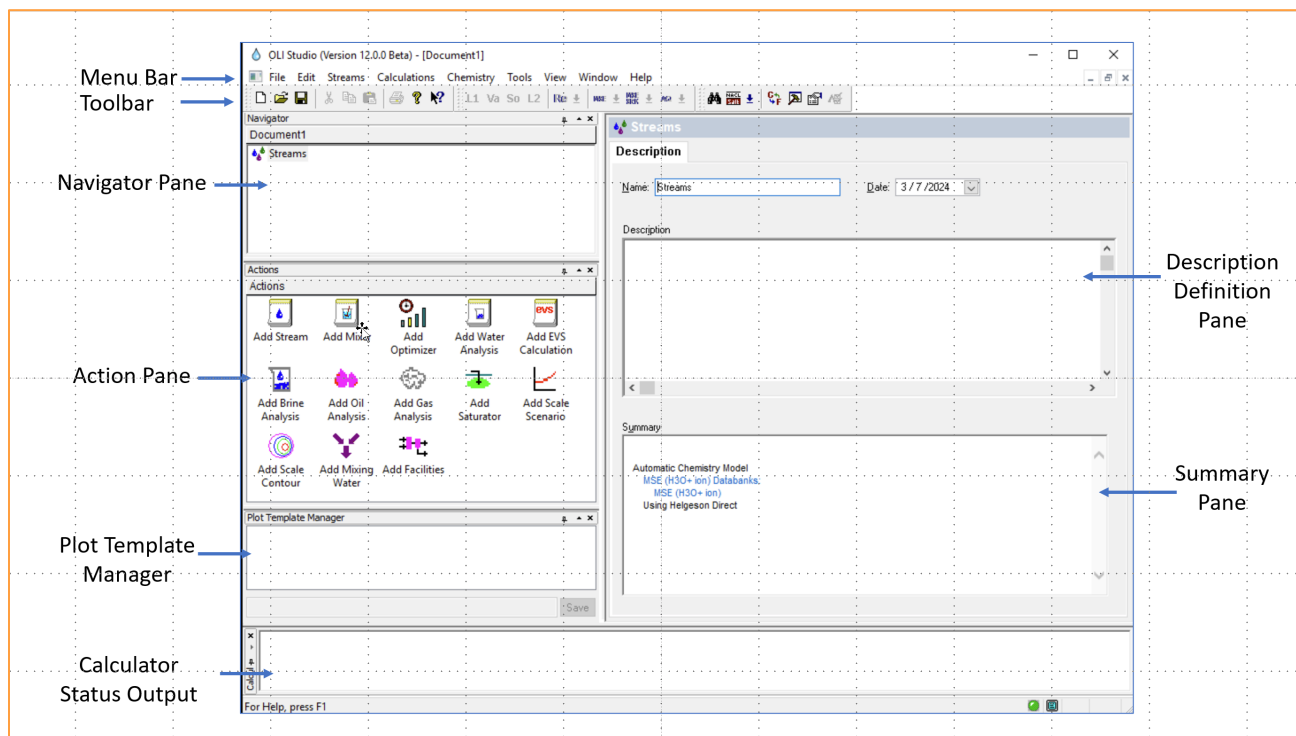 OLI Studio (Version 12.0.0 Beta) - [Document1]
Menu Bar
File Edit Streams Calculations Chemistry Tools View Window Help
Toolbar
11 Va So L2
Navigator
Document1
Streams
Navigator Pane
Streams
Description
Name: Streams
Date: 3 / 7 /2024
Description
Description
Definition
Pane
Actions
Actions
Add Stream
Add Mixer
Add
Optimizer
Add Water
Analysis
Add EVS
Calculation
Action Pane
Add Brine
Analysis
Add Oil
Analysis
Add Gas
Analysis
Add
Saturator
Add Scale
Scenario
Add Scale
Contour
Add Mixing
Water
Add Facilities
Summary
Automatic Chemistry Model
MSE (H3O+ ion) Databanks:
MSE (H3O+ ion)
Using Helgeson Direct
Summary
Pane
Plot Template Manager
Plot Template
Manager
Save
Calculator
Status Output
For Help, press F1